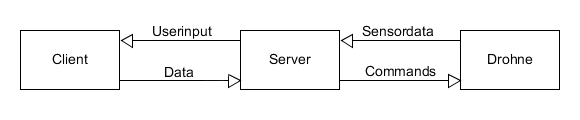 Userinput
Sensordata
Client
Server
Drohne
Data
Commands